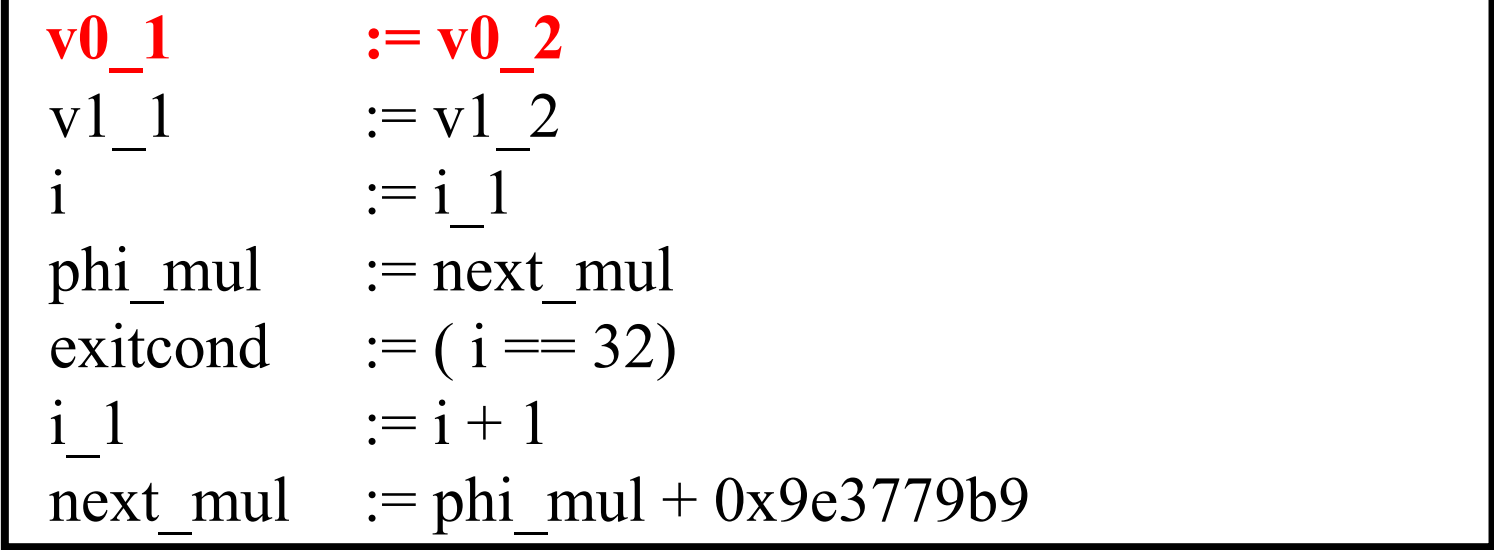 v0_1 := v0_2
v1_1 := v1_2
i := i_1
phi_mul := next_mul
exitcond := ( i == 32)
i_1 := i + 1
next_mul := phi_mul + 0x9e3779b9